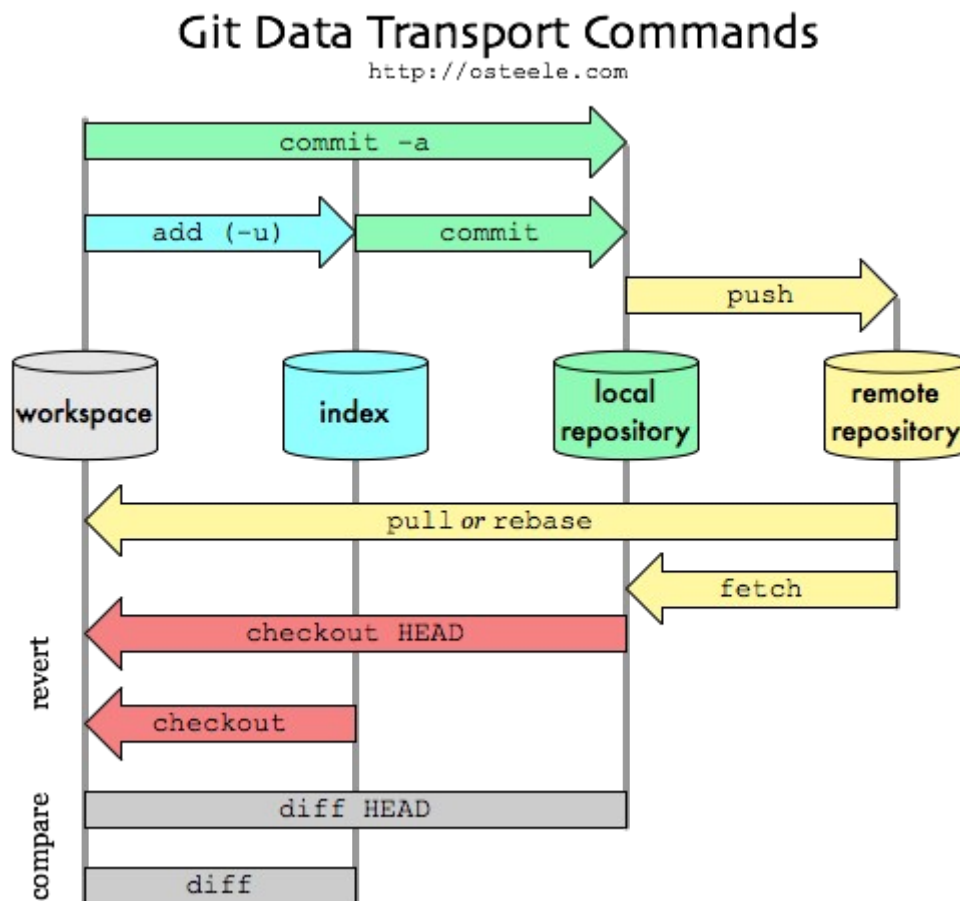 Git Data Transport Commands
http://osteele.com
commit -a
add (-u)
commit
push
workspace
index
local
repository
remote
repository
pull or rebase
fetch
revert
checkout HEAD
checkout
compare
diff HEAD
diff